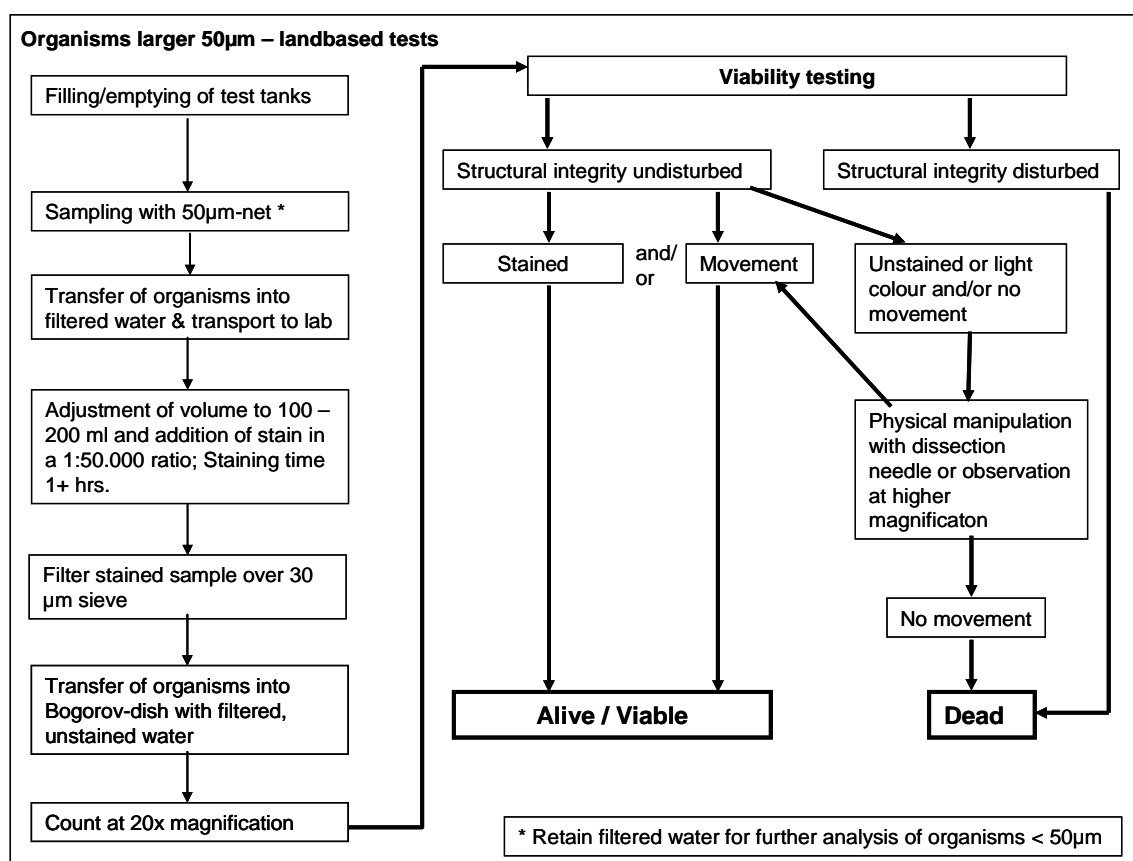 Organisms larger 50µm – landbased tests
Filling/emptying of test tanks
Sampling with 50µm-net *
Transfer of organisms into
filtered water & transport to lab
Adjustment of volume to 100 –
200 ml and addition of stain in
a 1:50.000 ratio; Staining time
1+ hrs.
Filter stained sample over 30
µm sieve
Transfer of organisms into
Bogorov-dish with filtered,
unstained water
Count at 20x magnification
Viability testing
Structural integrity undisturbed
Structural integrity disturbed
Stained
and/
or
Movement
Unstained or light
colour and/or no
movement
Physical manipulation
with dissection
needle or observation
at higher
magnificaton
No movement
Alive / Viable
Dead
* Retain filtered water for further analysis of organisms < 50µm